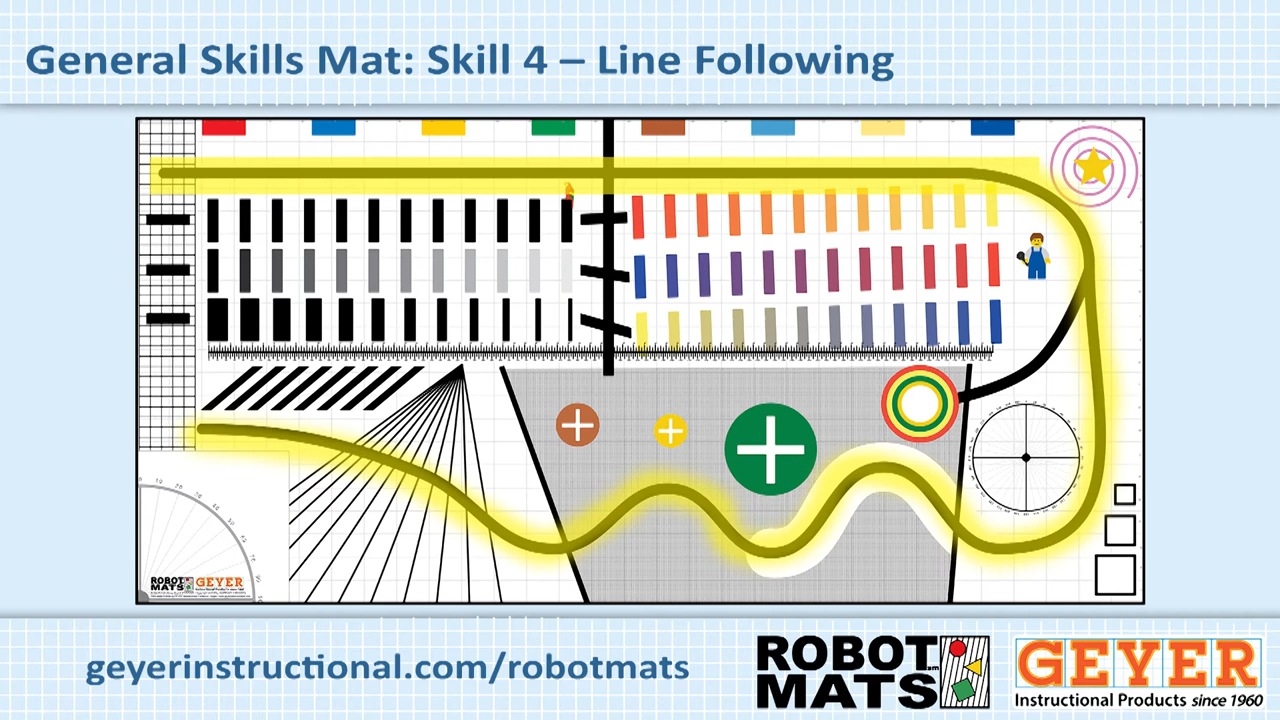 General Skills Mat: Skill 4 – Line Following
ROBOT
MATS
GEYER
geyerinstructional.com/robotmats
ROBOT
MATS
GEYER
Instructional Products since 1960